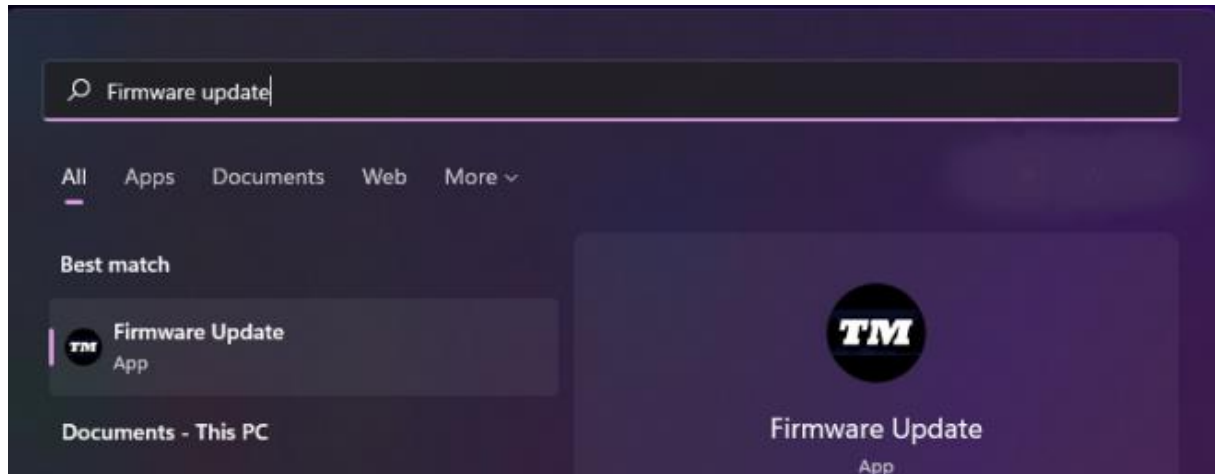 Firmware update
All Apps Documents Web More
Best match
TM Firmware Update
App
Documents - This PC
TM
Firmware Update
App